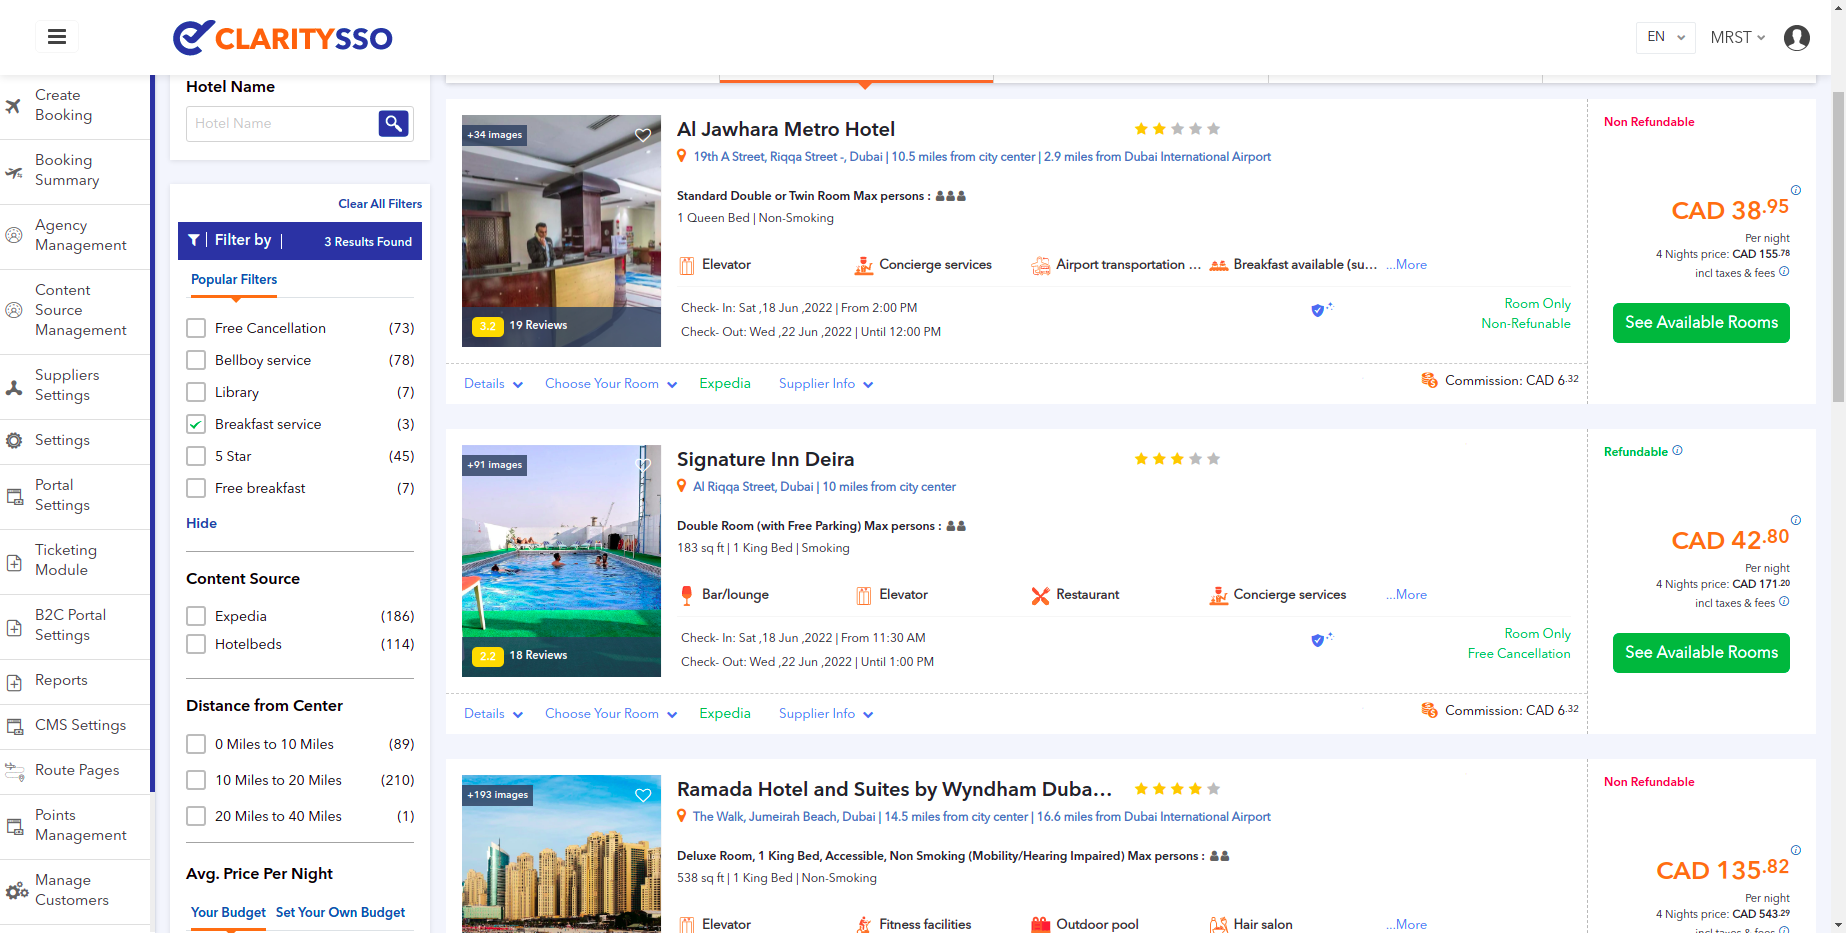 CLARITYSSO
EN
MRST
Create
Booking
Booking
Summary
Agency
Management
Content
Source
Management
Suppliers
Settings
Settings
Portal
Settings
Ticketing
Module
B2C Portal
Settings
Reports
CMS Settings
Route Pages
Points
Management
Manage
Customers
Hotel Name
Hotel Name
Clear All Filters
Filter by
3 Results Found
Popular Filters
Free Cancellation (73)
Bellboy service (78)
Library (7)
Breakfast service (3)
5 Star (45)
Free breakfast (7)
Hide
Content Source
Expedia (186)
Hotelbeds (114)
Distance from Center
0 Miles to 10 Miles (89)
10 Miles to 20 Miles (210)
20 Miles to 40 Miles (1)
Avg. Price Per Night
Your Budget Set Your Own Budget
+34 images
3.2 19 Reviews
Al Jawhara Metro Hotel
19th A Street, Riqqa Street -, Dubai | 10.5 miles from city center | 2.9 miles from Dubai International Airport
Standard Double or Twin Room Max persons :
1 Queen Bed | Non-Smoking
Elevator Concierge services Airport transportation ... Breakfast available (su... ...More
Check- In: Sat ,18 Jun ,2022 | From 2:00 PM
Check- Out: Wed ,22 Jun ,2022 | Until 12:00 PM
Room Only
Non-Refunable
Details Choose Your Room Expedia Supplier Info
Commission: CAD 6.32
Non Refundable
CAD 38.95
Per night
4 Nights price: CAD 155.78
incl taxes & fees
See Available Rooms
+91 images
2.2 18 Reviews
Signature Inn Deira
Al Riqqa Street, Dubai | 10 miles from city center
Double Room (with Free Parking) Max persons :
183 sq ft | 1 King Bed | Smoking
Bar/lounge Elevator Restaurant Concierge services ...More
Check- In: Sat ,18 Jun ,2022 | From 11:30 AM
Check- Out: Wed ,22 Jun ,2022 | Until 1:00 PM
Room Only
Free Cancellation
Details Choose Your Room Expedia Supplier Info
Commission: CAD 6.32
Refundable
CAD 42.80
Per night
4 Nights price: CAD 171.20
incl taxes & fees
See Available Rooms
+193 images
Ramada Hotel and Suites by Wyndham Duba...
The Walk, Jumeirah Beach, Dubai | 14.5 miles from city center | 16.6 miles from Dubai International Airport
Deluxe Room, 1 King Bed, Accessible, Non Smoking (Mobility/Hearing Impaired) Max persons :
538 sq ft | 1 King Bed | Non-Smoking
Elevator Fitness facilities Outdoor pool Hair salon ...More
Non Refundable
CAD 135.82
Per night
4 Nights price: CAD 543.29
incl taxes & fees